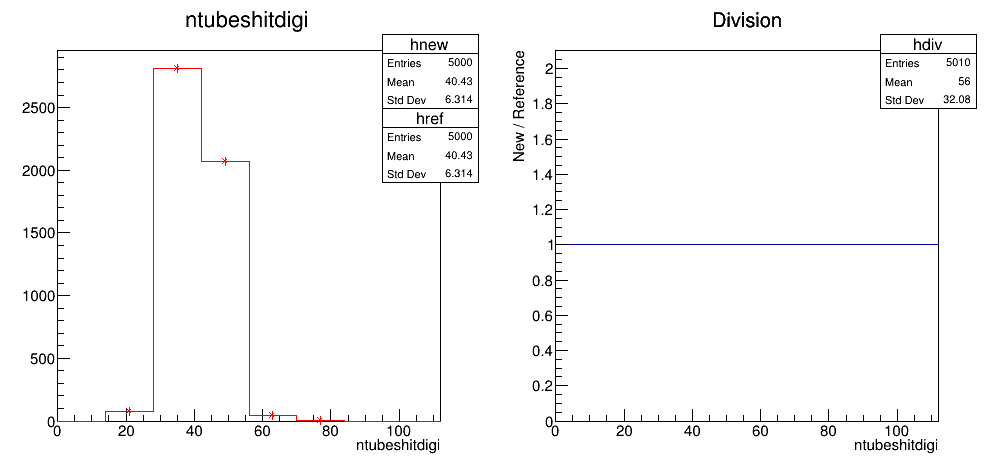 ntubeshitdigi
hnew
Entries 5000
Mean 40.43
Std Dev 6.314
href
Entries 5000
Mean 40.43
Std Dev 6.314
2500
2000
1500
1000
500
0
0 20 40 60 80 100
ntubeshitdigi
Division
hdiv
Entries 5010
Mean 56
Std Dev 32.08
New / Reference
2
1.8
1.6
1.4
1.2
1
0.8
0.6
0.4
0.2
0
0 20 40 60 80 100
ntubeshitdigi